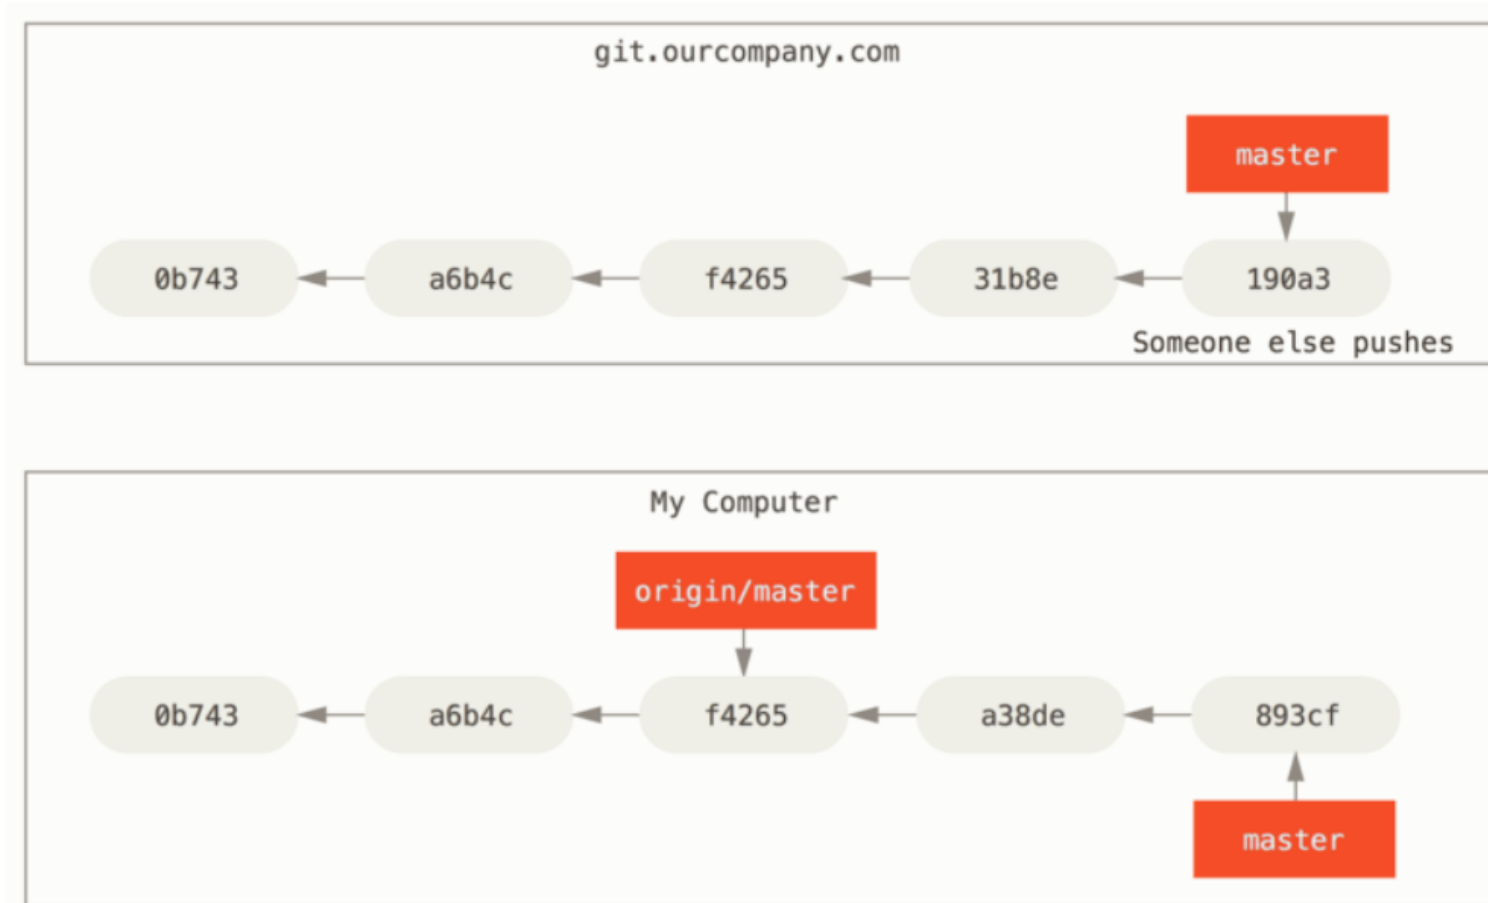 git.ourcompany.com
master
0b743 a6b4c f4265 31b8e 190a3
Someone else pushes
My Computer
origin/master
0b743 a6b4c f4265 a38de 893cf
master